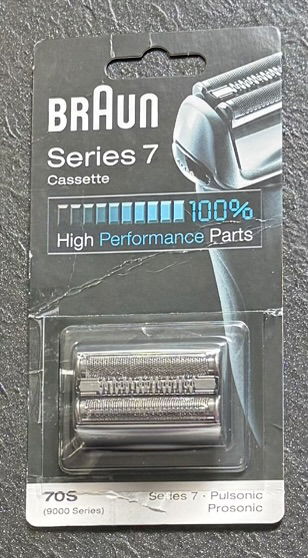 BRAUN
Series 7
Cassette
100%
High Performance Parts
70S Series 7 · Pulsonic
(9000 Series) Prosonic